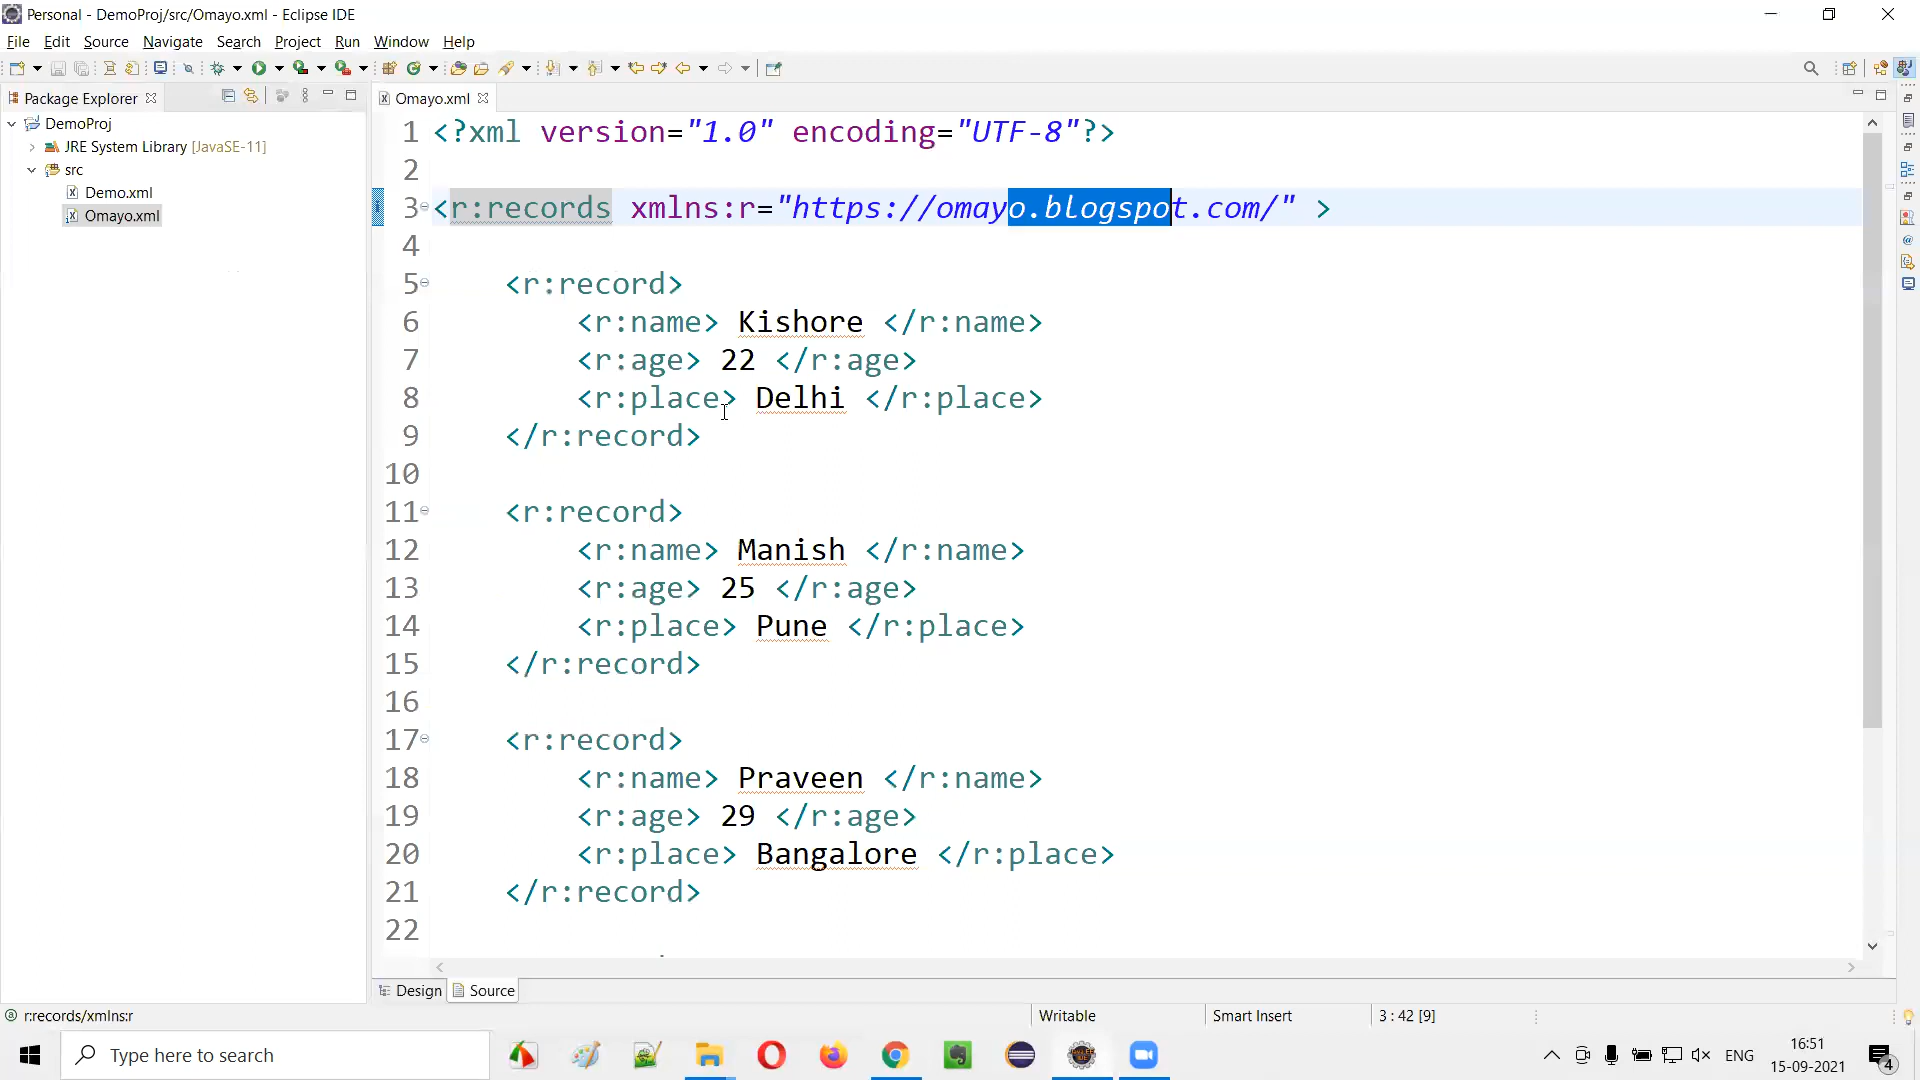 Personal - DemoProj/src/Omayo.xml - Eclipse IDE
File Edit Source Navigate Search Project Run Window Help
Package Explorer
Omayo.xml
DemoProj
JRE System Library [JavaSE-11]
src
Demo.xml
Omayo.xml
1 <?xml version="1.0" encoding="UTF-8"?>
2
3 <r:records xmlns:r="https://omayo.blogspot.com/" >
4
5 <r:record>
6 <r:name> Kishore </r:name>
7 <r:age> 22 </r:age>
8 <r:place> Delhi </r:place>
9 </r:record>
10
11 <r:record>
12 <r:name> Manish </r:name>
13 <r:age> 25 </r:age>
14 <r:place> Pune </r:place>
15 </r:record>
16
17 <r:record>
18 <r:name> Praveen </r:name>
19 <r:age> 29 </r:age>
20 <r:place> Bangalore </r:place>
21 </r:record>
22
Design Source
r:records/xmlns:r Writable Smart Insert 3 : 42 [9]
Type here to search
ENG
16:51
15-09-2021
4